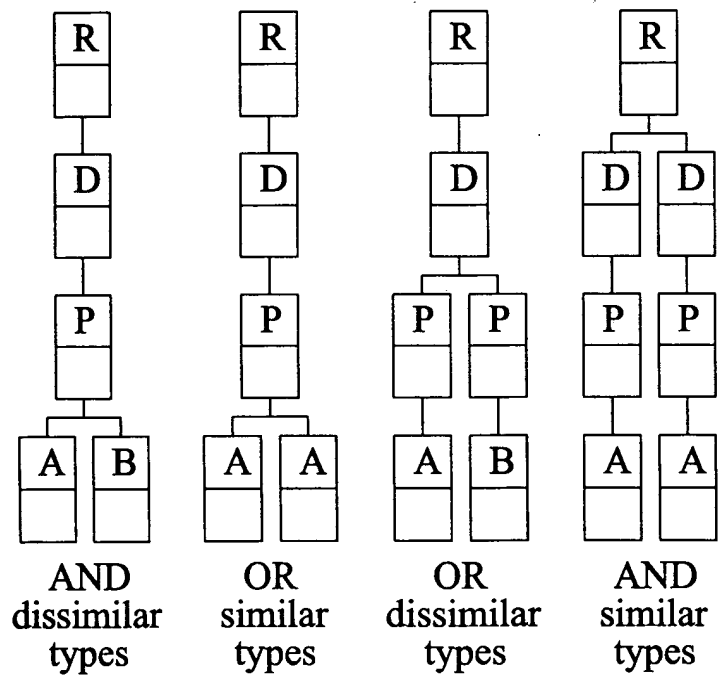 R R R R
D D D D D
P P P P P
A B A A A B A A
AND OR OR AND
dissimilar similar dissimilar similar
types types types types